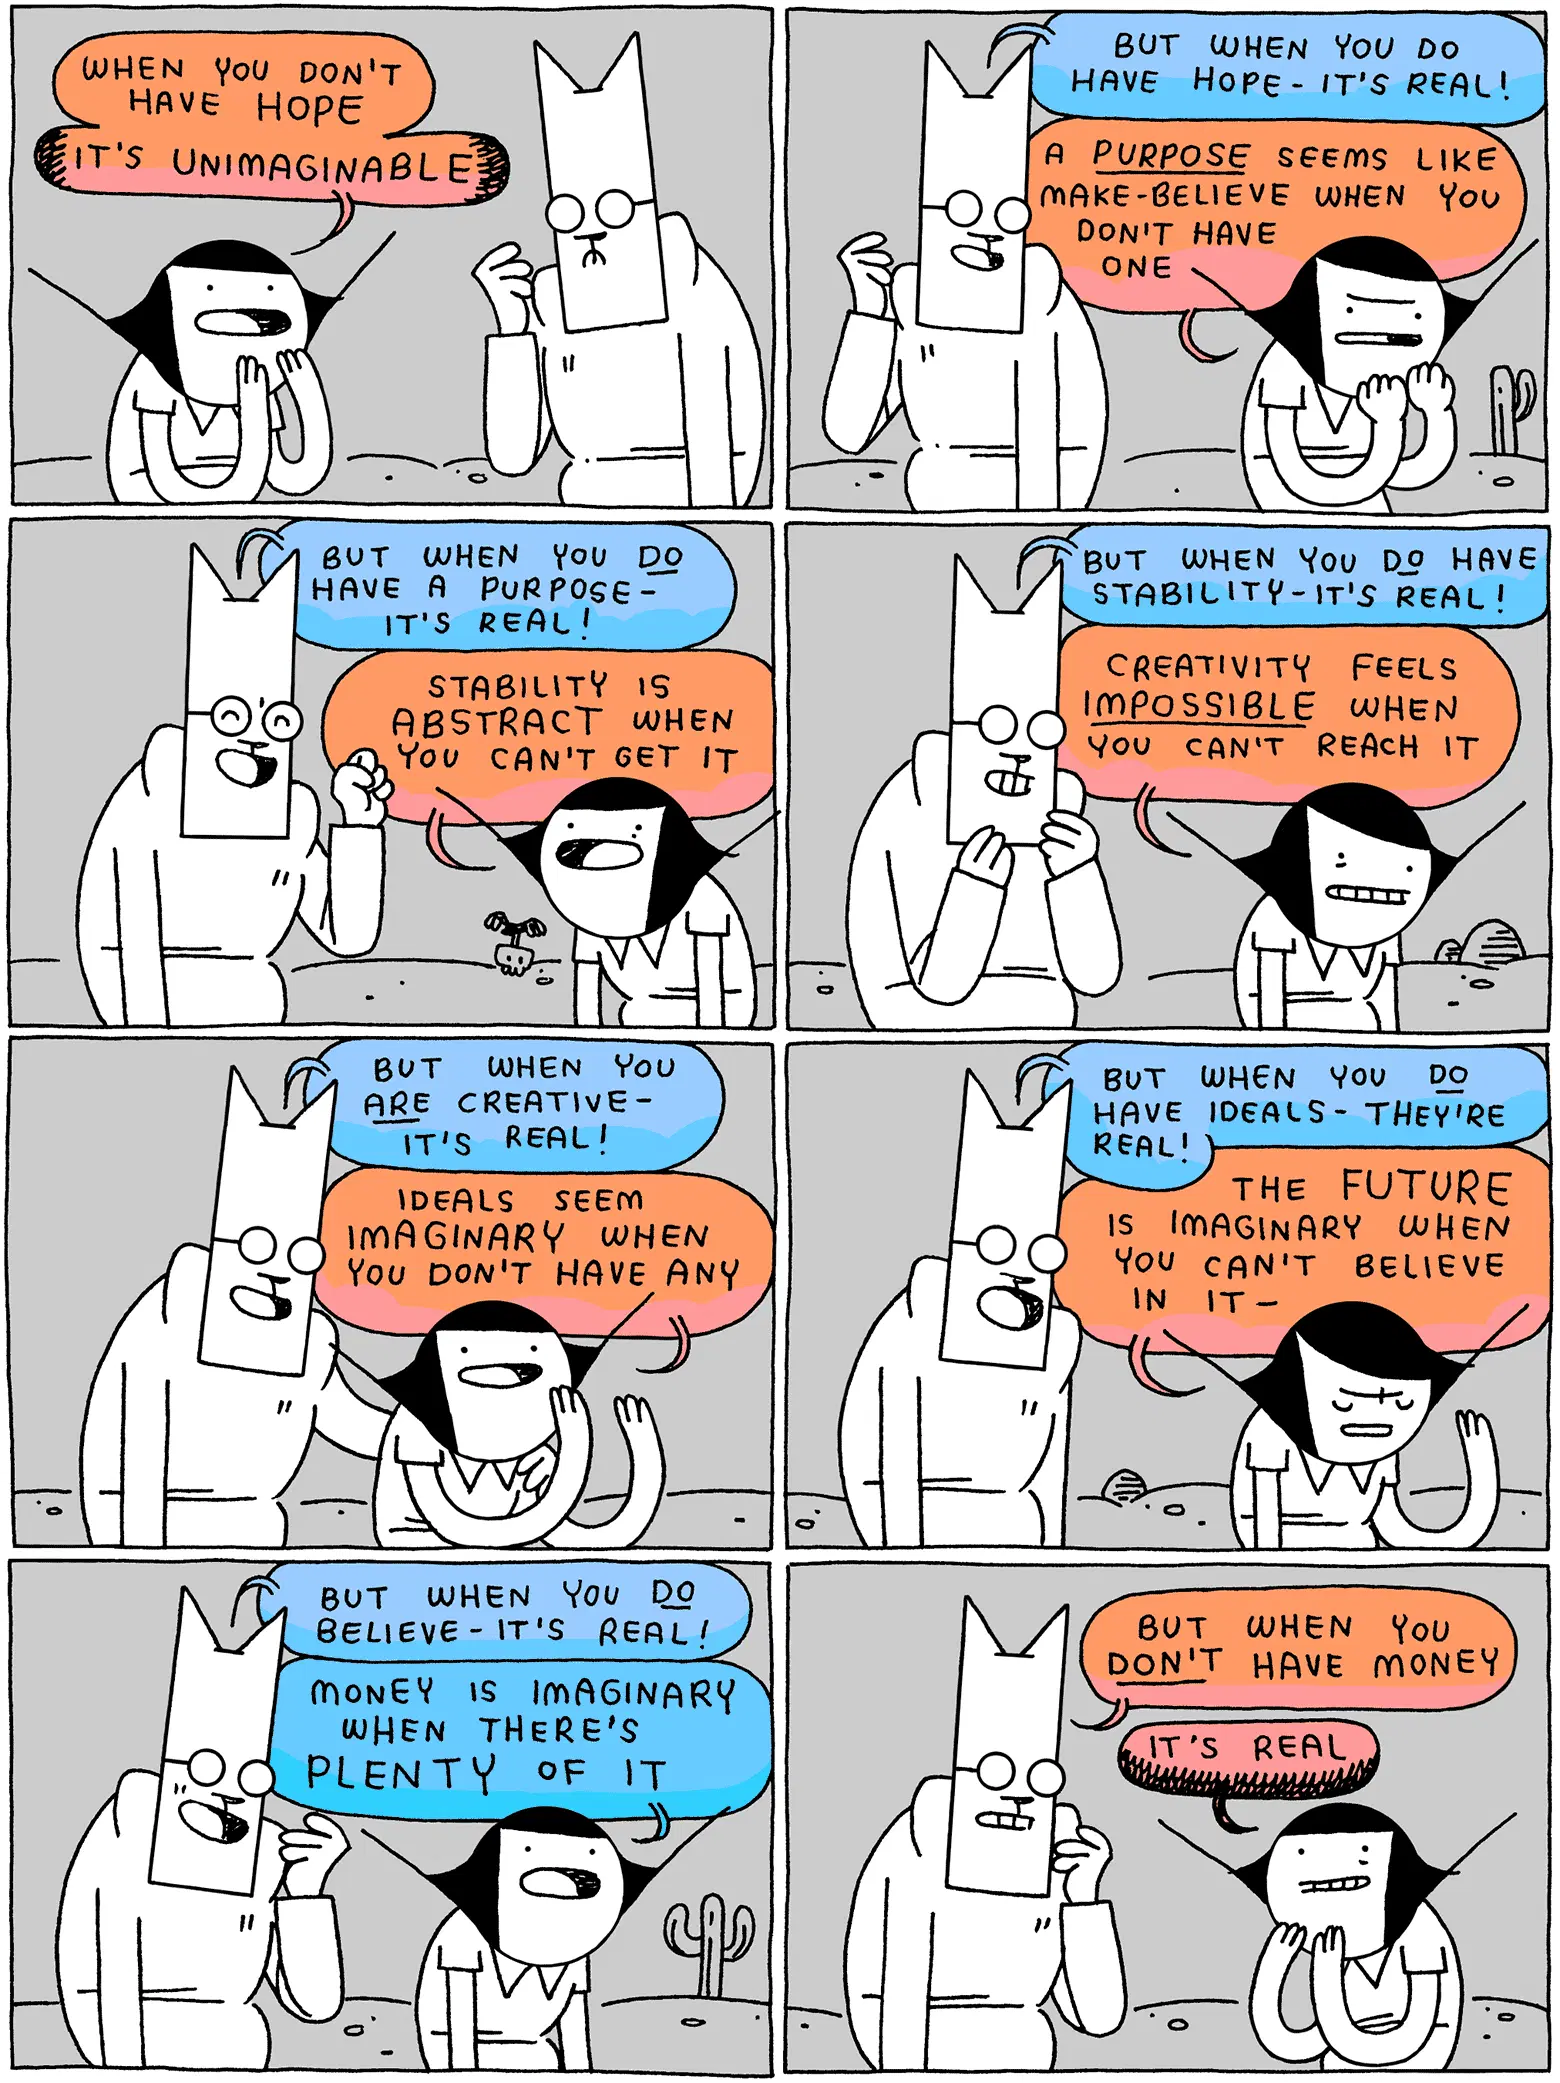 WHEN YOU DON'T
HAVE HOPE
IT'S UNIMAGINABLE
BUT WHEN YOU DO
HAVE HOPE - IT'S REAL!
A PURPOSE SEEMS LIKE
MAKE-BELIEVE WHEN YOU
DON'T HAVE
ONE
BUT WHEN YOU DO
HAVE A PURPOSE -
IT'S REAL!
STABILITY IS
ABSTRACT WHEN
YOU CAN'T GET IT
BUT WHEN YOU DO HAVE
STABILITY - IT'S REAL!
CREATIVITY FEELS
IMPOSSIBLE WHEN
YOU CAN'T REACH IT
BUT WHEN YOU
ARE CREATIVE -
IT'S REAL!
IDEALS SEEM
IMAGINARY WHEN
YOU DON'T HAVE ANY
BUT WHEN YOU DO
HAVE IDEALS - THEY'RE
REAL!
THE FUTURE
IS IMAGINARY WHEN
YOU CAN'T BELIEVE
IN IT -
BUT WHEN YOU DO
BELIEVE - IT'S REAL!
MONEY IS IMAGINARY
WHEN THERE'S
PLENTY OF IT
BUT WHEN YOU
DON'T HAVE MONEY
IT'S REAL